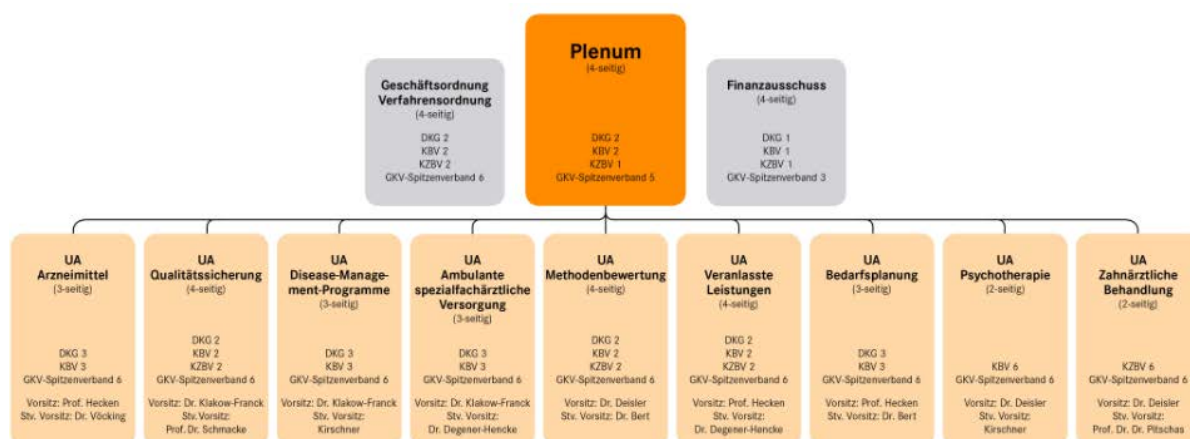 Plenum
(4-seitig)
DKG 2
KBV 2
KZBV 1
GKV-Spitzenverband 5
Geschäftsordnung
Verfahrensordnung
(4-seitig)
DKG 2
KBV 2
KZBV 2
GKV-Spitzenverband 6
Finanzausschuss
(4-seitig)
DKG 1
KBV 1
KZBV 1
GKV-Spitzenverband 3
UA
Arzneimittel
(3-seitig)
DKG 3
KBV 3
GKV-Spitzenverband 6
Vorsitz: Prof. Hecken
Stv. Vorsitz: Dr. Vöcking
UA
Qualitätssicherung
(4-seitig)
DKG 2
KBV 2
KZBV 2
GKV-Spitzenverband 6
Vorsitz: Dr. Klakow-Franck
Stv. Vorsitz:
Prof. Dr. Schmacke
UA
Disease-Manage-
ment-Programme
(3-seitig)
DKG 3
KBV 3
GKV-Spitzenverband 6
Vorsitz: Dr. Klakow-Franck
Stv. Vorsitz:
Kirschner
UA
Ambulante
spezialfachärztliche
Versorgung
(3-seitig)
DKG 3
KBV 3
GKV-Spitzenverband 6
Vorsitz: Dr. Klakow-Franck
Stv. Vorsitz:
Dr. Degener-Hencke
UA
Methodenbewertung
(4-seitig)
DKG 2
KBV 2
KZBV 2
GKV-Spitzenverband 6
Vorsitz: Dr. Deisler
Stv. Vorsitz: Dr. Bert
UA
Veranlasste
Leistungen
(4-seitig)
DKG 2
KBV 2
KZBV 2
GKV-Spitzenverband 6
Vorsitz: Prof. Hecken
Stv. Vorsitz:
Dr. Degener-Hencke
UA
Bedarfsplanung
(3-seitig)
DKG 3
KBV 3
GKV-Spitzenverband 6
Vorsitz: Prof. Hecken
Stv. Vorsitz: Dr. Bert
UA
Psychotherapie
(2-seitig)
KBV 6
GKV-Spitzenverband 6
Vorsitz: Dr. Deisler
Stv. Vorsitz:
Kirschner
UA
Zahnärztliche
Behandlung
(2-seitig)
KZBV 6
GKV-Spitzenverband 6
Vorsitz: Dr. Deisler
Stv. Vorsitz:
Prof. Dr. Dr. Pitschas